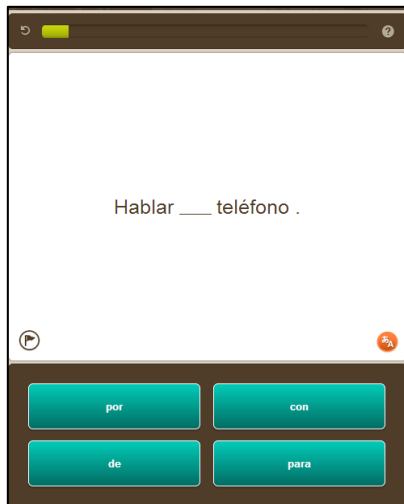 Hablar ___ teléfono .
por
con
de
para